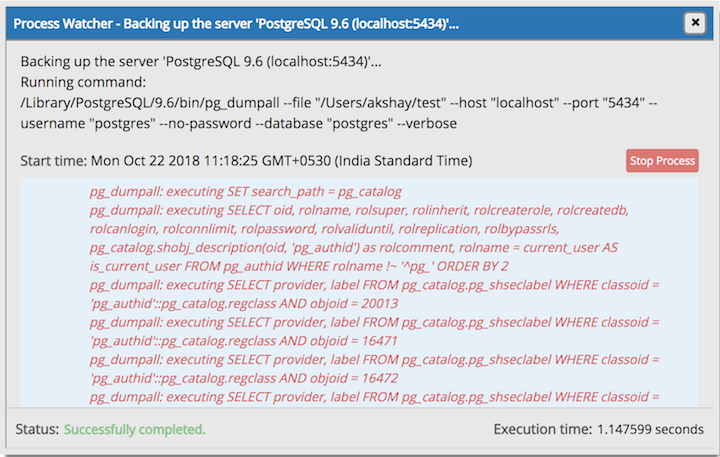 Process Watcher - Backing up the server 'PostgreSQL 9.6 (localhost:5434)'...
Backing up the server 'PostgreSQL 9.6 (localhost:5434)'...
Running command:
/Library/PostgreSQL/9.6/bin/pg_dumpall --file "/Users/akshay/test" --host "localhost" --port "5434" --
username "postgres" --no-password --database "postgres" --verbose
Start time: Mon Oct 22 2018 11:18:25 GMT+0530 (India Standard Time)
Stop Process
pg_dumpall: executing SET search_path = pg_catalog
pg_dumpall: executing SELECT oid, rolname, rolsuper, rolinherit, rolcreaterole, rolcreatedb,
rolcanlogin, rolconnlimit, rolpassword, rolvaliduntil, rolreplication, rolbypassrls,
pg_catalog.shobj_description(oid, 'pg_authid') as rolcomment, rolname = current_user AS
is_current_user FROM pg_authid WHERE rolname !~ '^pg_' ORDER BY 2
pg_dumpall: executing SELECT provider, label FROM pg_catalog.pg_shseclabel WHERE classoid =
'pg_authid'::pg_catalog.regclass AND objoid = 20013
pg_dumpall: executing SELECT provider, label FROM pg_catalog.pg_shseclabel WHERE classoid =
'pg_authid'::pg_catalog.regclass AND objoid = 16471
pg_dumpall: executing SELECT provider, label FROM pg_catalog.pg_shseclabel WHERE classoid =
'pg_authid'::pg_catalog.regclass AND objoid = 16472
pg_dumpall: executing SELECT provider, label FROM pg_catalog.pg_shseclabel WHERE classoid =
Status: Successfully completed.
Execution time: 1.147599 seconds